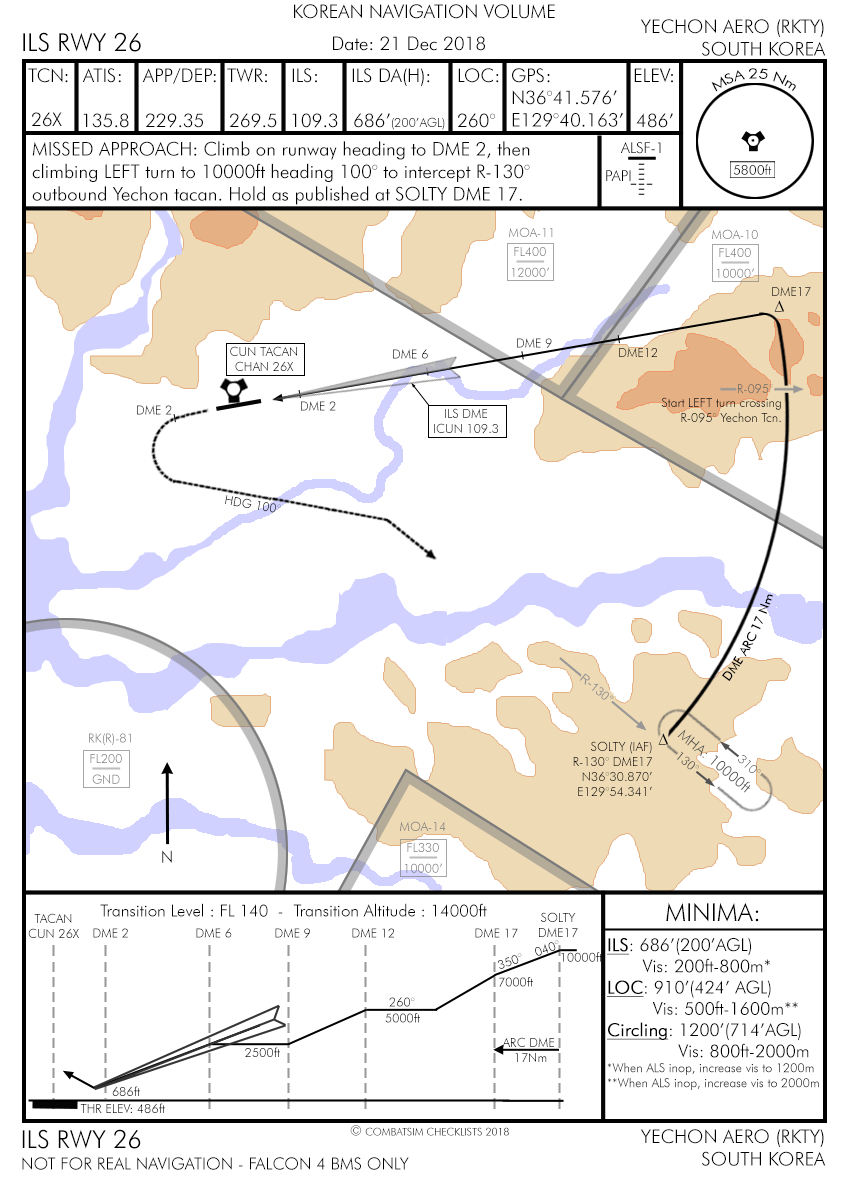 KOREAN NAVIGATION VOLUME
ILS RWY 26
Date: 21 Dec 2018
YECHON AERO (RKTY)
SOUTH KOREA
TCN:
26X
ATIS:
135.8
APP/DEP:
229.35
TWR:
269.5
ILS:
109.3
ILS DA(H):
686'(200'AGL)
LOC:
260°
GPS:
N36°41.576'
E129°40.163'
ELEV:
486'
MSA 25 Nm
5800ft
MISSED APPROACH: Climb on runway heading to DME 2, then
climbing LEFT turn to 10000ft heading 100° to intercept R-130°
outbound Yechon tacan. Hold as published at SOLTY DME 17.
ALSF-1
PAPI
MOA-11
FL400
12000'
MOA-10
FL400
10000'
DME17
CUN TACAN
CHAN 26X
DME 6
DME 9
DME12
DME 2
DME 2
ILS DME
ICUN 109.3
R-095
Start LEFT turn crossing
R-095° Yechon Tcn.
HDG 100
DME ARC 17 Nm
R-130°
SOLTY (IAF)
R-130° DME17
N36°30.870'
E129°54.341'
MHA: 10000ft
310°
130°
RK(R)-81
FL200
GND
N
MOA-14
FL330
10000'
Transition Level : FL 140 - Transition Altitude : 14000ft
TACAN
CUN 26X
DME 2
DME 6
DME 9
DME 12
DME 17
SOLTY
DME17
350°
040°
10000ft
7000ft
260°
5000ft
2500ft
ARC DME
17Nm
686ft
THR ELEV: 486ft
MINIMA:
ILS: 686'(200'AGL)
Vis: 200ft-800m*
LOC: 910'(424' AGL)
Vis: 500ft-1600m**
Circling: 1200'(714'AGL)
Vis: 800ft-2000m
*When ALS inop, increase vis to 1200m
**When ALS inop, increase vis to 2000m
ILS RWY 26
© COMBATSIM CHECKLISTS 2018
YECHON AERO (RKTY)
NOT FOR REAL NAVIGATION - FALCON 4 BMS ONLY
SOUTH KOREA